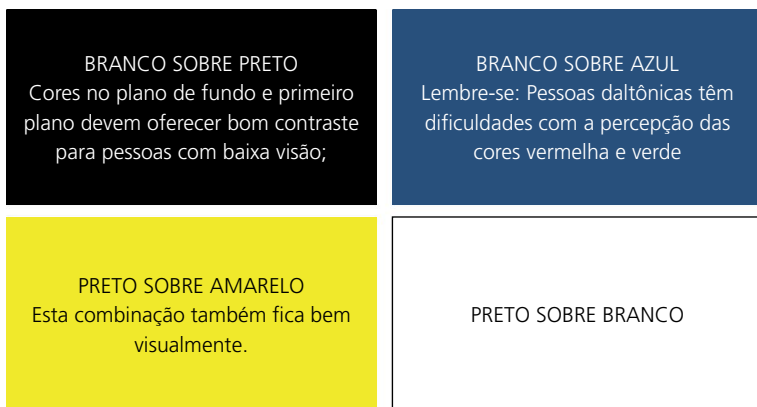 BRANCO SOBRE PRETO
Cores no plano de fundo e primeiro
plano devem oferecer bom contraste
para pessoas com baixa visão;
BRANCO SOBRE AZUL
Lembre-se: Pessoas daltônicas têm
dificuldades com a percepção das
cores vermelha e verde
PRETO SOBRE AMARELO
Esta combinação também fica bem
visualmente.
PRETO SOBRE BRANCO